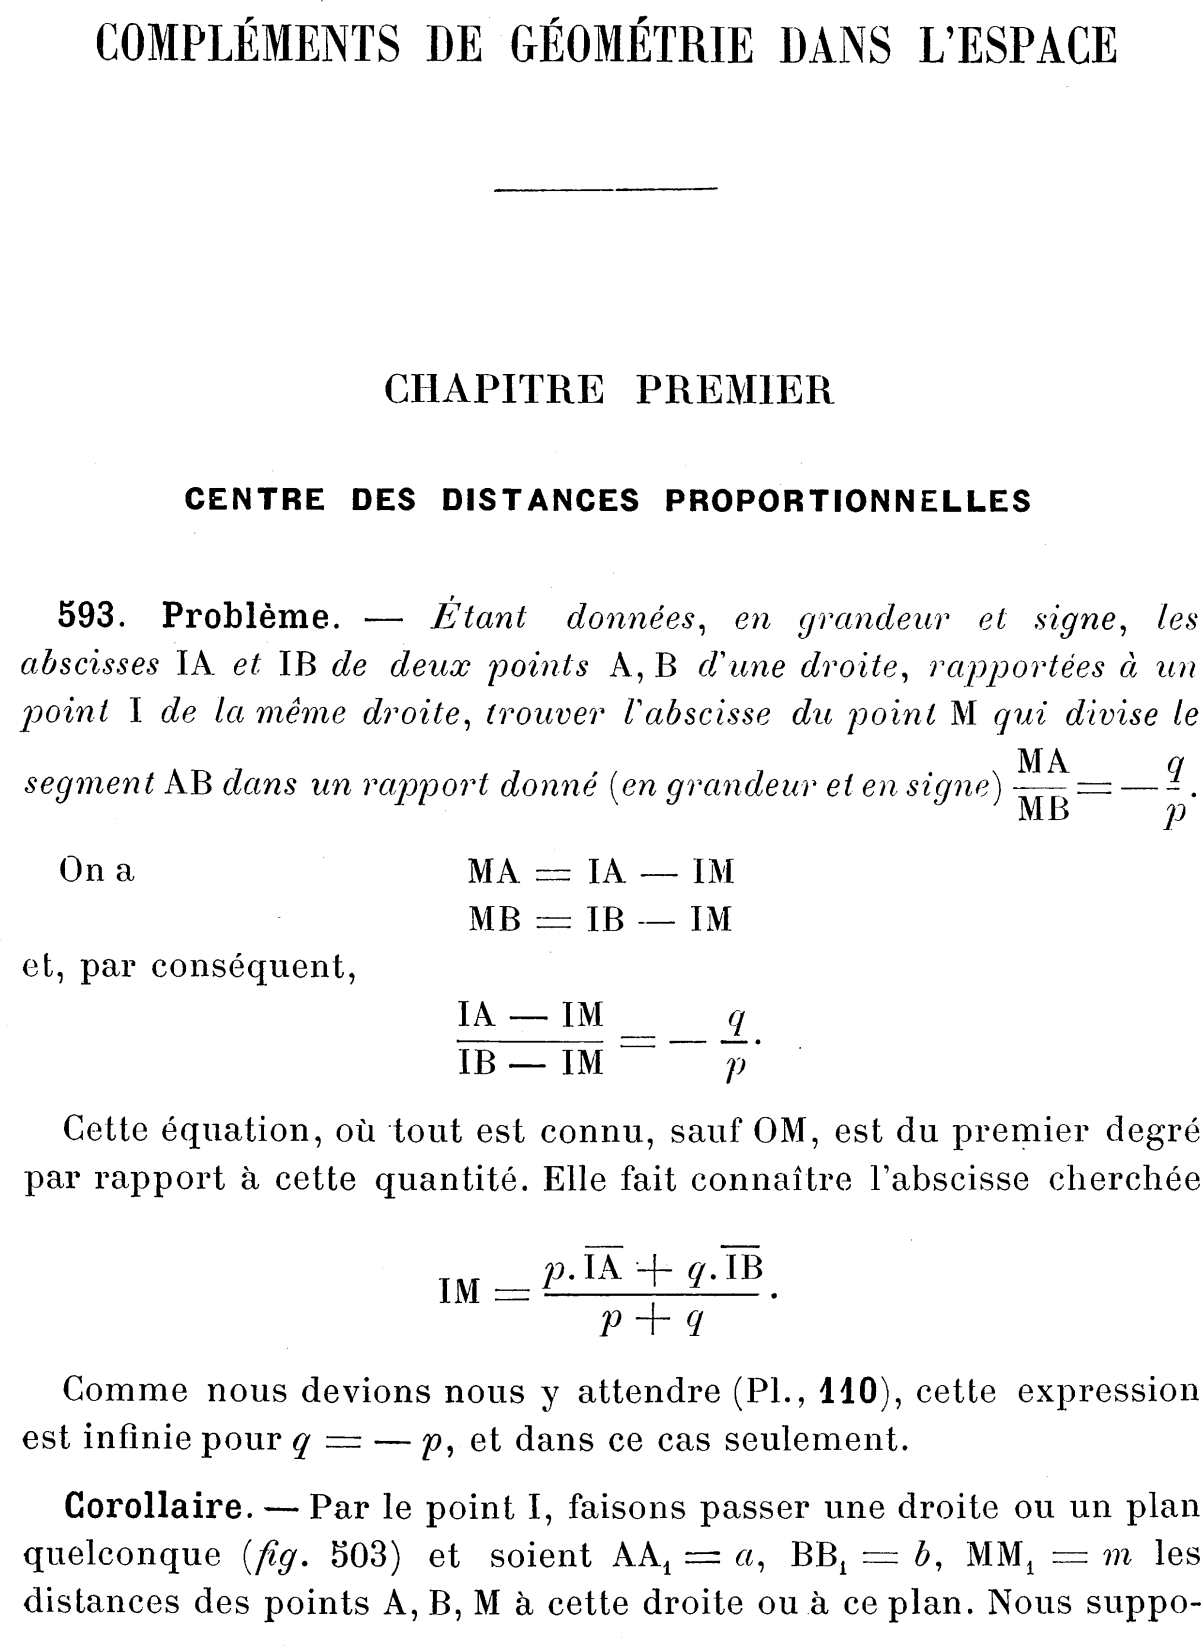 COMPLÉMENTS DE GÉOMÉTRIE DANS L'ESPACE
CHAPITRE PREMIER
CENTRE DES DISTANCES PROPORTIONNELLES
593. Problème. — Étant données, en grandeur et signe, les
abscisses IA et IB de deux points A, B d'une droite, rapportées à un
point I de la même droite, trouver l'abscisse du point M qui divise le
segment AB dans un rapport donné (en grandeur et en signe) $\frac{MA}{MB} = -\frac{q}{p}$.
On a MA = IA — IM
MB = IB — IM
et, par conséquent,
$\frac{IA - IM}{IB - IM} = -\frac{q}{p}$.
Cette équation, où tout est connu, sauf OM, est du premier degré
par rapport à cette quantité. Elle fait connaître l'abscisse cherchée
$IM = \frac{p.\overline{IA} + q.\overline{IB}}{p + q}$.
Comme nous devions nous y attendre (Pl., 110), cette expression
est infinie pour q = — p, et dans ce cas seulement.
Corollaire. — Par le point I, faisons passer une droite ou un plan
quelconque (fig. 503) et soient AA₁ = a, BB₁ = b, MM₁ = m les
distances des points A, B, M à cette droite ou à ce plan. Nous suppo-